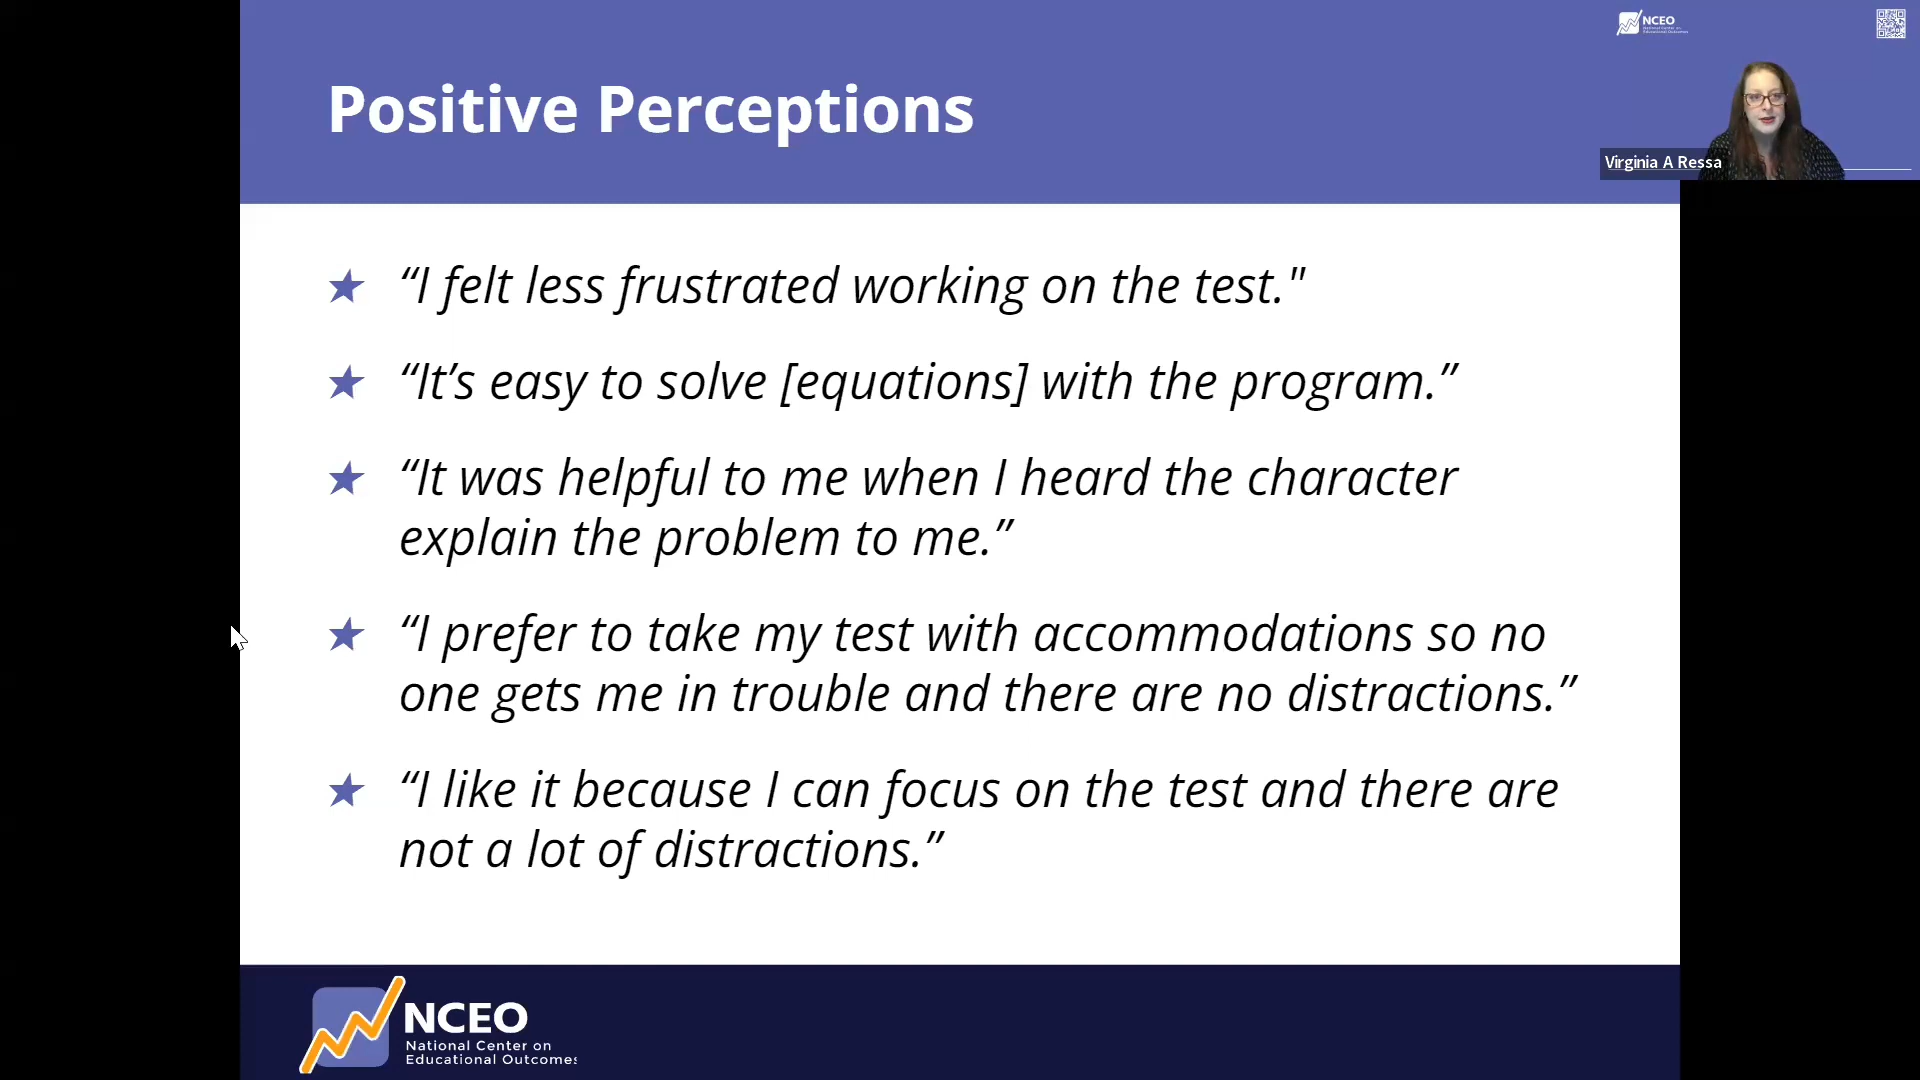 NCEO
Positive Perceptions
Virginia A Ressa
“I felt less frustrated working on the test."
“It’s easy to solve [equations] with the program.”
“It was helpful to me when I heard the character
explain the problem to me.”
“I prefer to take my test with accommodations so no
one gets me in trouble and there are no distractions.”
“I like it because I can focus on the test and there are
not a lot of distractions.”
NCEO
National Center on
Educational Outcomes